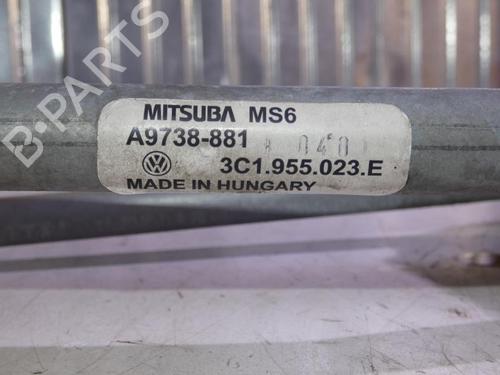 MITSUBA MS6
A9738-881
3C1.955.023.E
MADE IN HUNGARY
B-PARTS